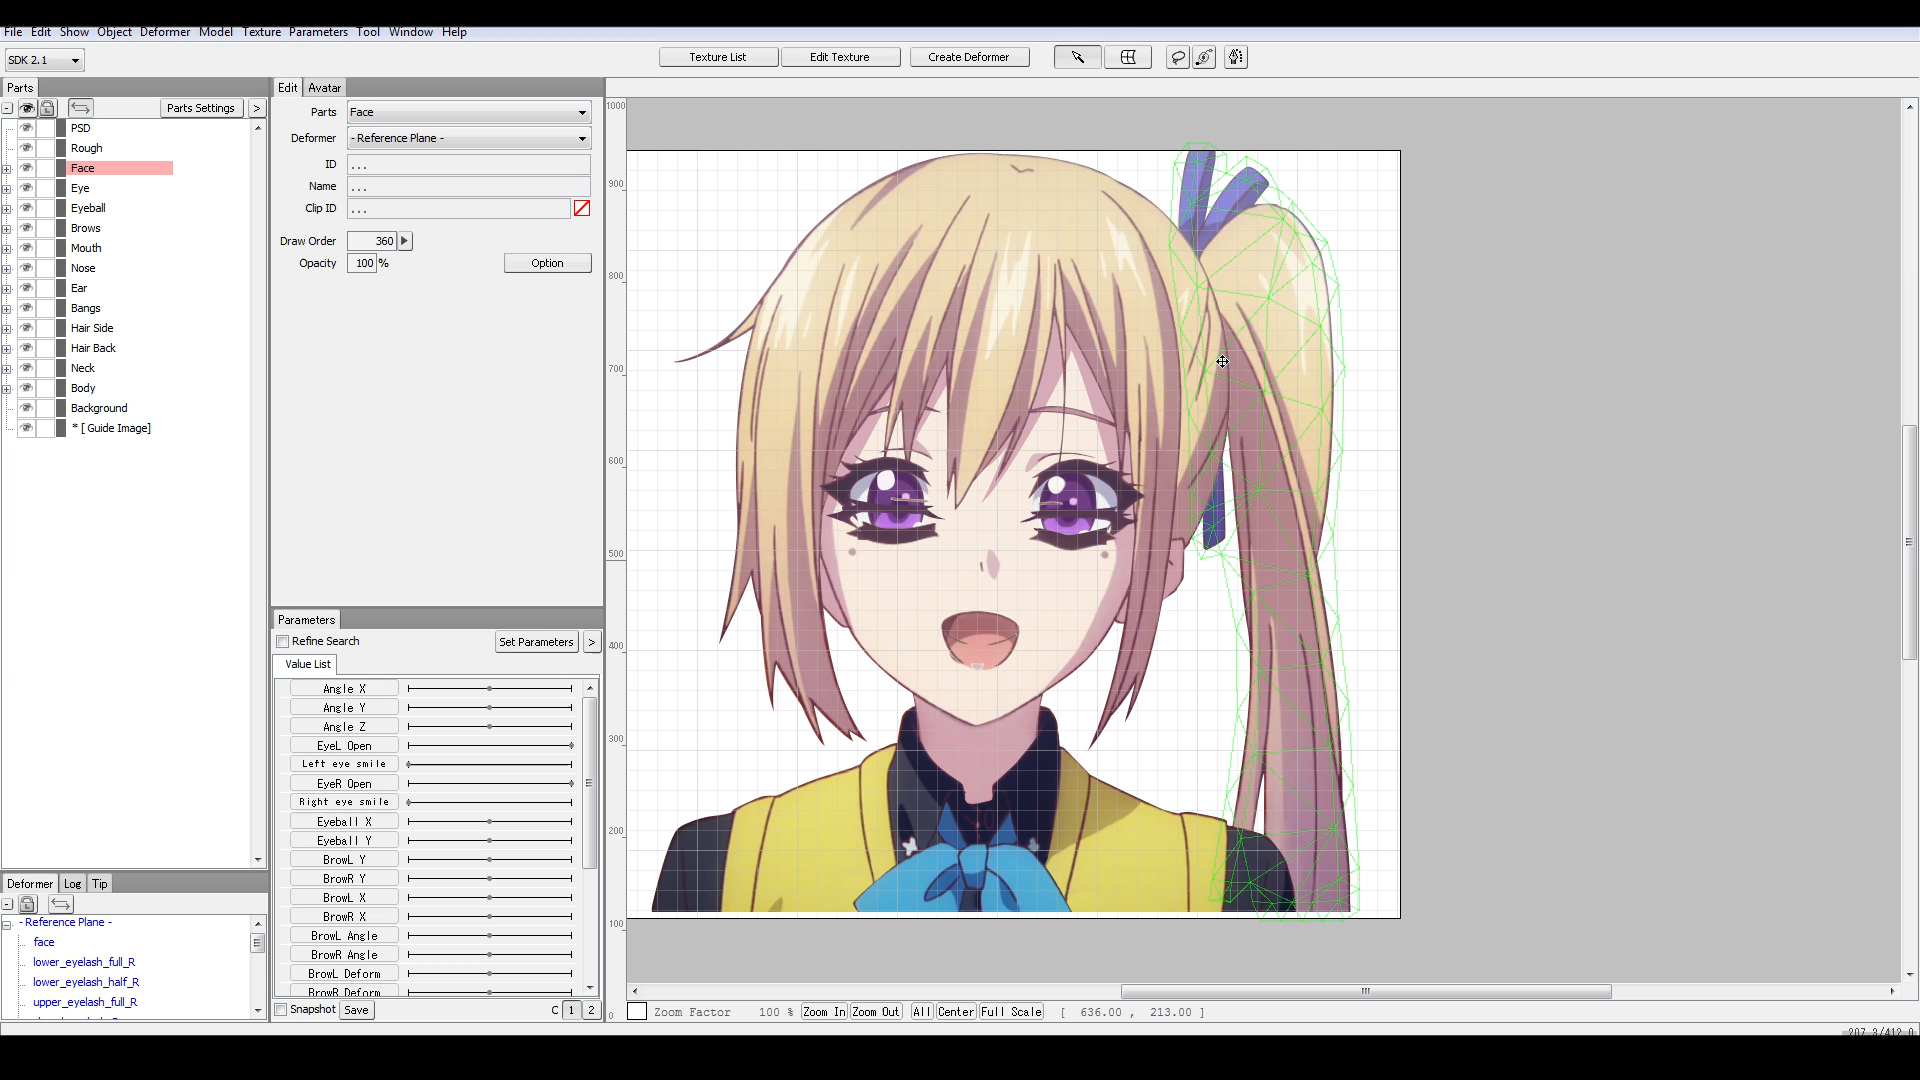 File Edit Show Object Deformer Model Texture Parameters Tool Window Help
SDK 2.1
Texture List
Edit Texture
Create Deformer
Parts
Parts Settings
>
PSD
Rough
Face
Eye
Eyeball
Brows
Mouth
Nose
Ear
Bangs
Hair Side
Hair Back
Neck
Body
Background
* [ Guide Image]
Deformer Log Tip
- Reference Plane -
face
lower_eyelash_full_R
lower_eyelash_half_R
upper_eyelash_full_R
Edit Avatar
Parts Face
Deformer - Reference Plane -
ID ...
Name ...
Clip ID ...
Draw Order 360
Opacity 100 %
Option
Parameters
Refine Search
Set Parameters
>
Value List
Angle X
Angle Y
Angle Z
EyeL Open
Left eye smile
EyeR Open
Right eye smile
Eyeball X
Eyeball Y
BrowL Y
BrowR Y
BrowL X
BrowR X
BrowL Angle
BrowR Angle
BrowL Deform
BrowR Deform
Snapshot Save
C 1 2
1000
900
800
700
600
500
400
300
200
100
0
Zoom Factor 100 % Zoom In Zoom Out All Center Full Scale [ 636.00 , 213.00 ]